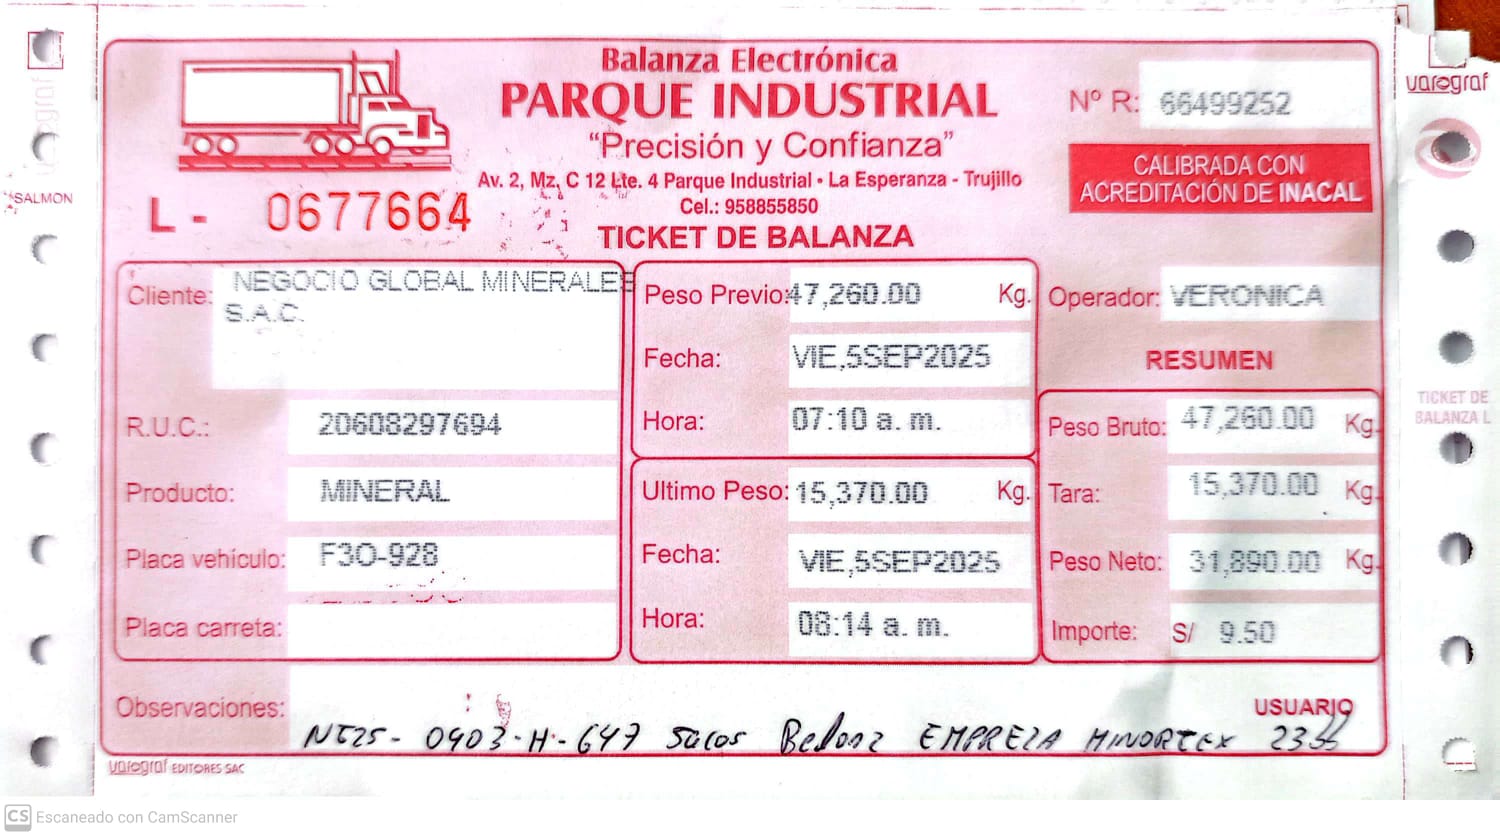 Balanza Electrónica
PARQUE INDUSTRIAL
"Precisión y Confianza"
Av. 2, Mz, C 12 Lte. 4 Parque Industrial • La Esperanza - Trujillo
Cel.: 958855850
TICKET DE BALANZA
L - 0677664
Nº R: 66499252
CALIBRADA CON
ACREDITACIÓN DE INACAL
varegraf
SALMON
Cliente: NEGOCIO GLOBAL MINERALES
S.A.C.
R.U.C.: 20608297694
Producto: MINERAL
Placa vehículo: F3O-928
Placa carreta:
Peso Previo: 47,260.00 Kg.
Fecha: VIE,5SEP2025
Hora: 07:10 a. m.
Ultimo Peso: 15,370.00 Kg.
Fecha: VIE,5SEP2025
Hora: 08:14 a. m.
Operador: VERONICA
RESUMEN
Peso Bruto: 47,260.00 Kg.
Tara: 15,370.00 Kg.
Peso Neto: 31,890.00 Kg.
Importe: S/ 9.50
TICKET DE
BALANZA L
Observaciones:
USUARIO
NT25- 0903-H-647 Sacos EMPREZA MINORTEX
varegraf EDITORES SAC
CS Escaneado con CamScanner